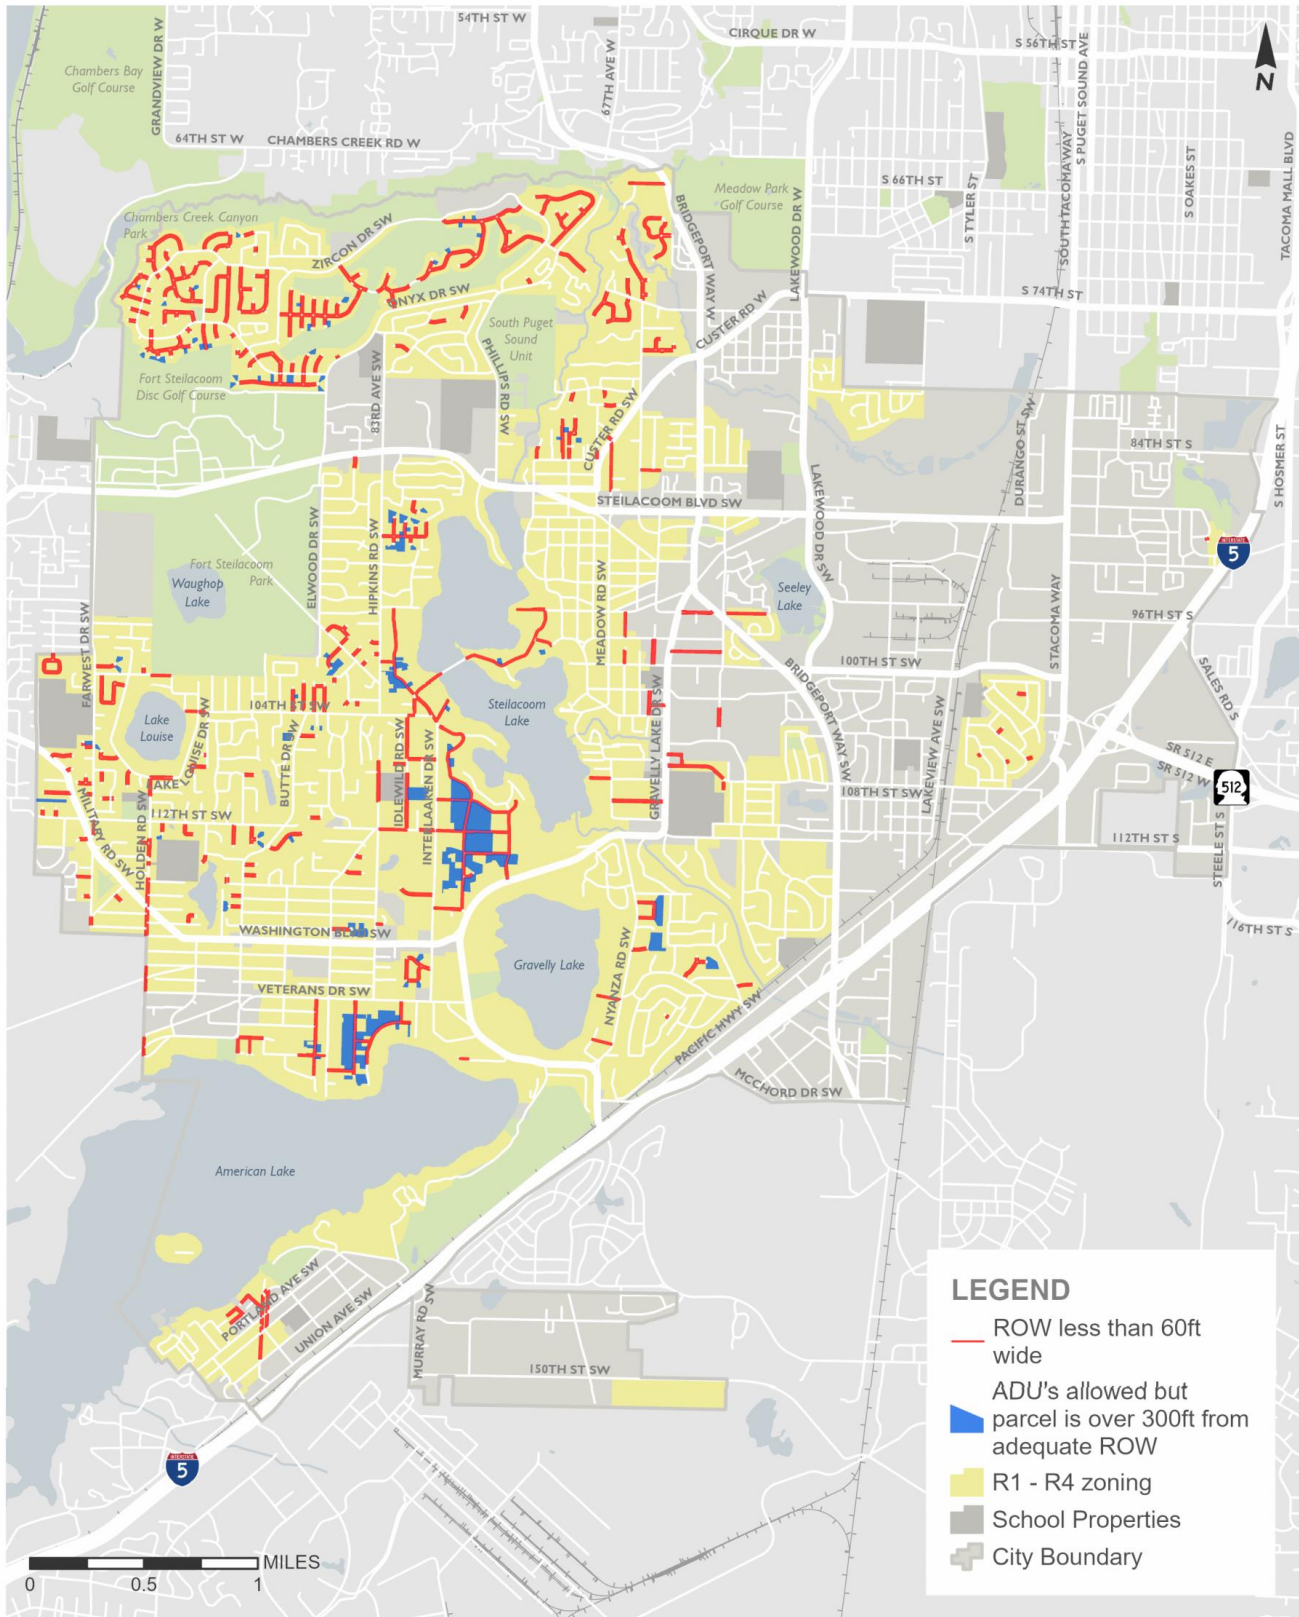 54TH ST W
CIRQUE DR W
S 56TH ST
S PUGET SOUND AVE
N
Chambers Bay
Golf Course
GRANDVIEW DR W
67TH AVE W
64TH ST W
CHAMBERS CREEK RD W
SOUTH TACOMA WAY
S OAKES ST
TACOMA MALL BLVD
S 66TH ST
S TYLER ST
Meadow Park
Golf Course
BRIDGEPORT WAY W
LAKEWOOD DR W
Chambers Creek Canyon
Park
ZIRCON DR SW
ONYX DR SW
S 74TH ST
South Puget
Sound
Unit
CUSTER RD W
PHILLIPS RD SW
83RD AVE SW
Fort Steilacoom
Disc Golf Course
CUSTER RD SW
DURANGO ST SW
84TH ST S
S HOSMER ST
STEILACOOM BLVD SW
LAKEWOOD DR SW
ELWOOD DR SW
HIPKINS RD SW
Fort Steilacoom
Park
Waughop
Lake
INTERSTATE
5
MEADOW RD SW
Seeley
Lake
S TACOMA WAY
96TH ST S
FARWEST DR SW
100TH ST SW
BRIDGEPORT WAY SW
SALES RD S
104TH ST SW
Lake
Louise
LAKE LOUISE DR SW
BUTTE DR SW
IDLEWILD RD SW
INTERLAAKEN DR SW
Steilacoom
Lake
GRAVELLY LAKE DR SW
LAKEVIEW AVE SW
SR 512 E
SR 512 W
512
108TH ST SW
MILITARY RD SW
HOLDEN RD SW
112TH ST SW
112TH ST S
STEELE ST S
116TH ST S
WASHINGTON BLVD SW
Gravelly Lake
NYANZA RD SW
VETERANS DR SW
PACIFIC HWY SW
MCCHORD DR SW
American Lake
PORTLAND AVE SW
UNION AVE SW
MURRAY RD SW
150TH ST SW
INTERSTATE
5
LEGEND
ROW less than 60ft
wide
ADU's allowed but
parcel is over 300ft from
adequate ROW
R1 - R4 zoning
School Properties
City Boundary
MILES
0 0.5 1